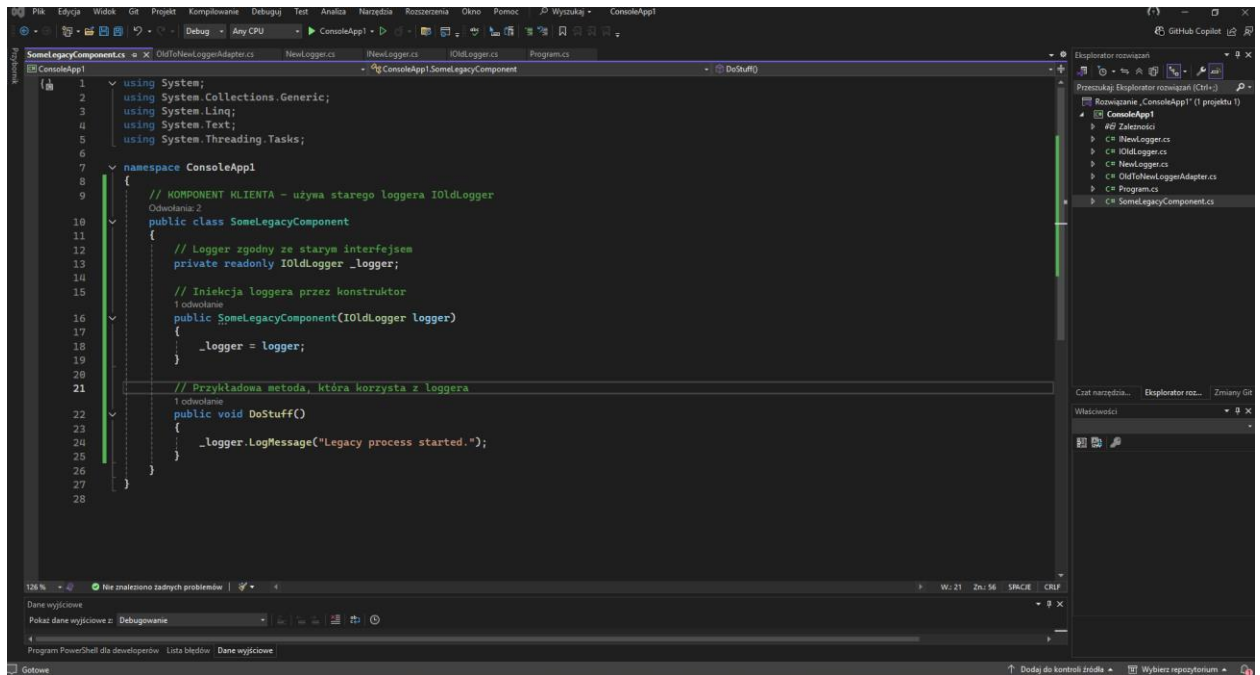 Plik Edycja Widok Git Projekt Kompilowanie Debuguj Test Analiza Narzędzia Rozszerzenia Okno Pomoc Wyszukaj ConsoleApp1
Debug Any CPU ConsoleApp1 GitHub Copilot
Przybornik
SomeLegacyComponent.cs OldToNewLoggerAdapter.cs NewLogger.cs INewLogger.cs IOldLogger.cs Program.cs
ConsoleApp1 ConsoleApp1.SomeLegacyComponent DoStuff()
1 using System;
2 using System.Collections.Generic;
3 using System.Linq;
4 using System.Text;
5 using System.Threading.Tasks;
6
7 namespace ConsoleApp1
8 {
9 // KOMPONENT KLIENTA – używa starego loggera IOldLogger
Odwołania: 2
10 public class SomeLegacyComponent
11 {
12 // Logger zgodny ze starym interfejsem
13 private readonly IOldLogger _logger;
14
15 // Iniekcja loggera przez konstruktor
1 odwołanie
16 public SomeLegacyComponent(IOldLogger logger)
17 {
18 _logger = logger;
19 }
20
21 // Przykładowa metoda, która korzysta z loggera
1 odwołanie
22 public void DoStuff()
23 {
24 _logger.LogMessage("Legacy process started.");
25 }
26 }
27 }
28
126 % Nie znaleziono żadnych problemów W.: 21 Zn.: 56 SPACJE CRLF
Dane wyjściowe
Pokaż dane wyjściowe z: Debugowanie
Program PowerShell dla deweloperów Lista błędów Dane wyjściowe
Eksplorator rozwiązań
Przeszukaj: Eksplorator rozwiązań (Ctrl+;)
Rozwiązanie „ConsoleApp1" (1 projektu 1)
ConsoleApp1
Zależności
C# INewLogger.cs
C# IOldLogger.cs
C# NewLogger.cs
C# OldToNewLoggerAdapter.cs
C# Program.cs
C# SomeLegacyComponent.cs
Czat narzędzia... Eksplorator roz... Zmiany Git
Właściwości
Gotowe Dodaj do kontroli źródła Wybierz repozytorium